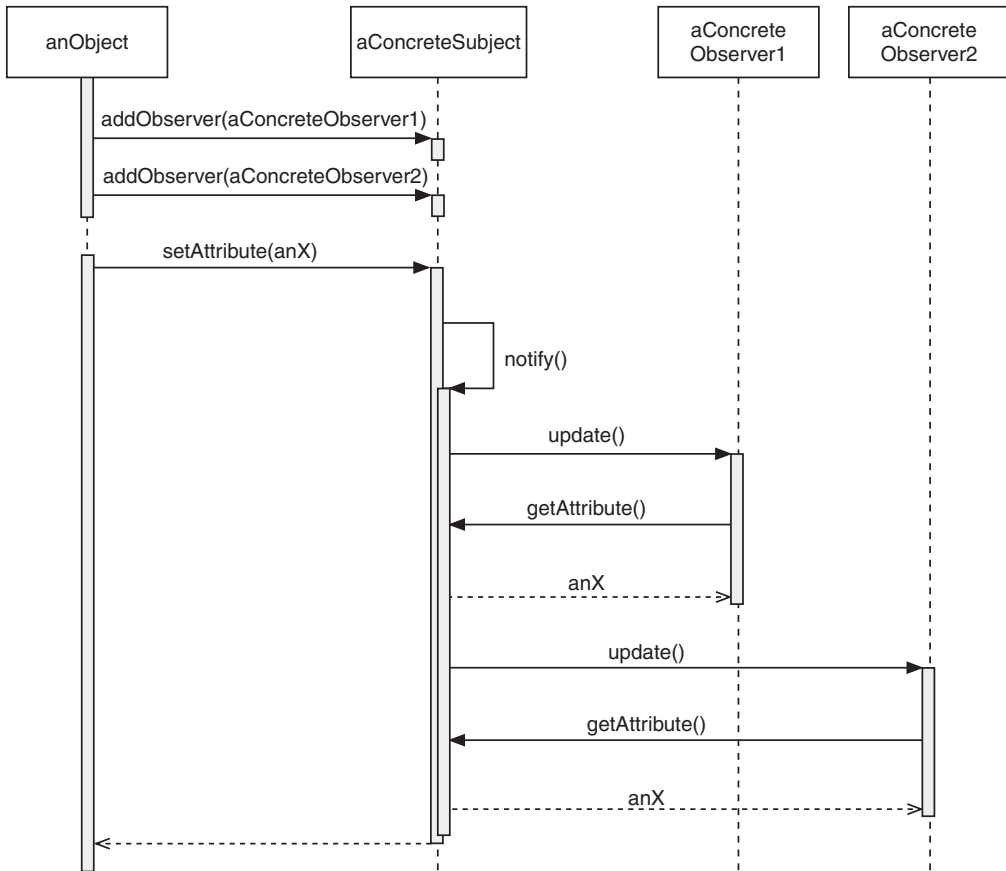 anObject
aConcreteSubject
aConcrete
Observer1
aConcrete
Observer2
addObserver(aConcreteObserver1)
addObserver(aConcreteObserver2)
setAttribute(anX)
notify()
update()
getAttribute()
anX
update()
getAttribute()
anX